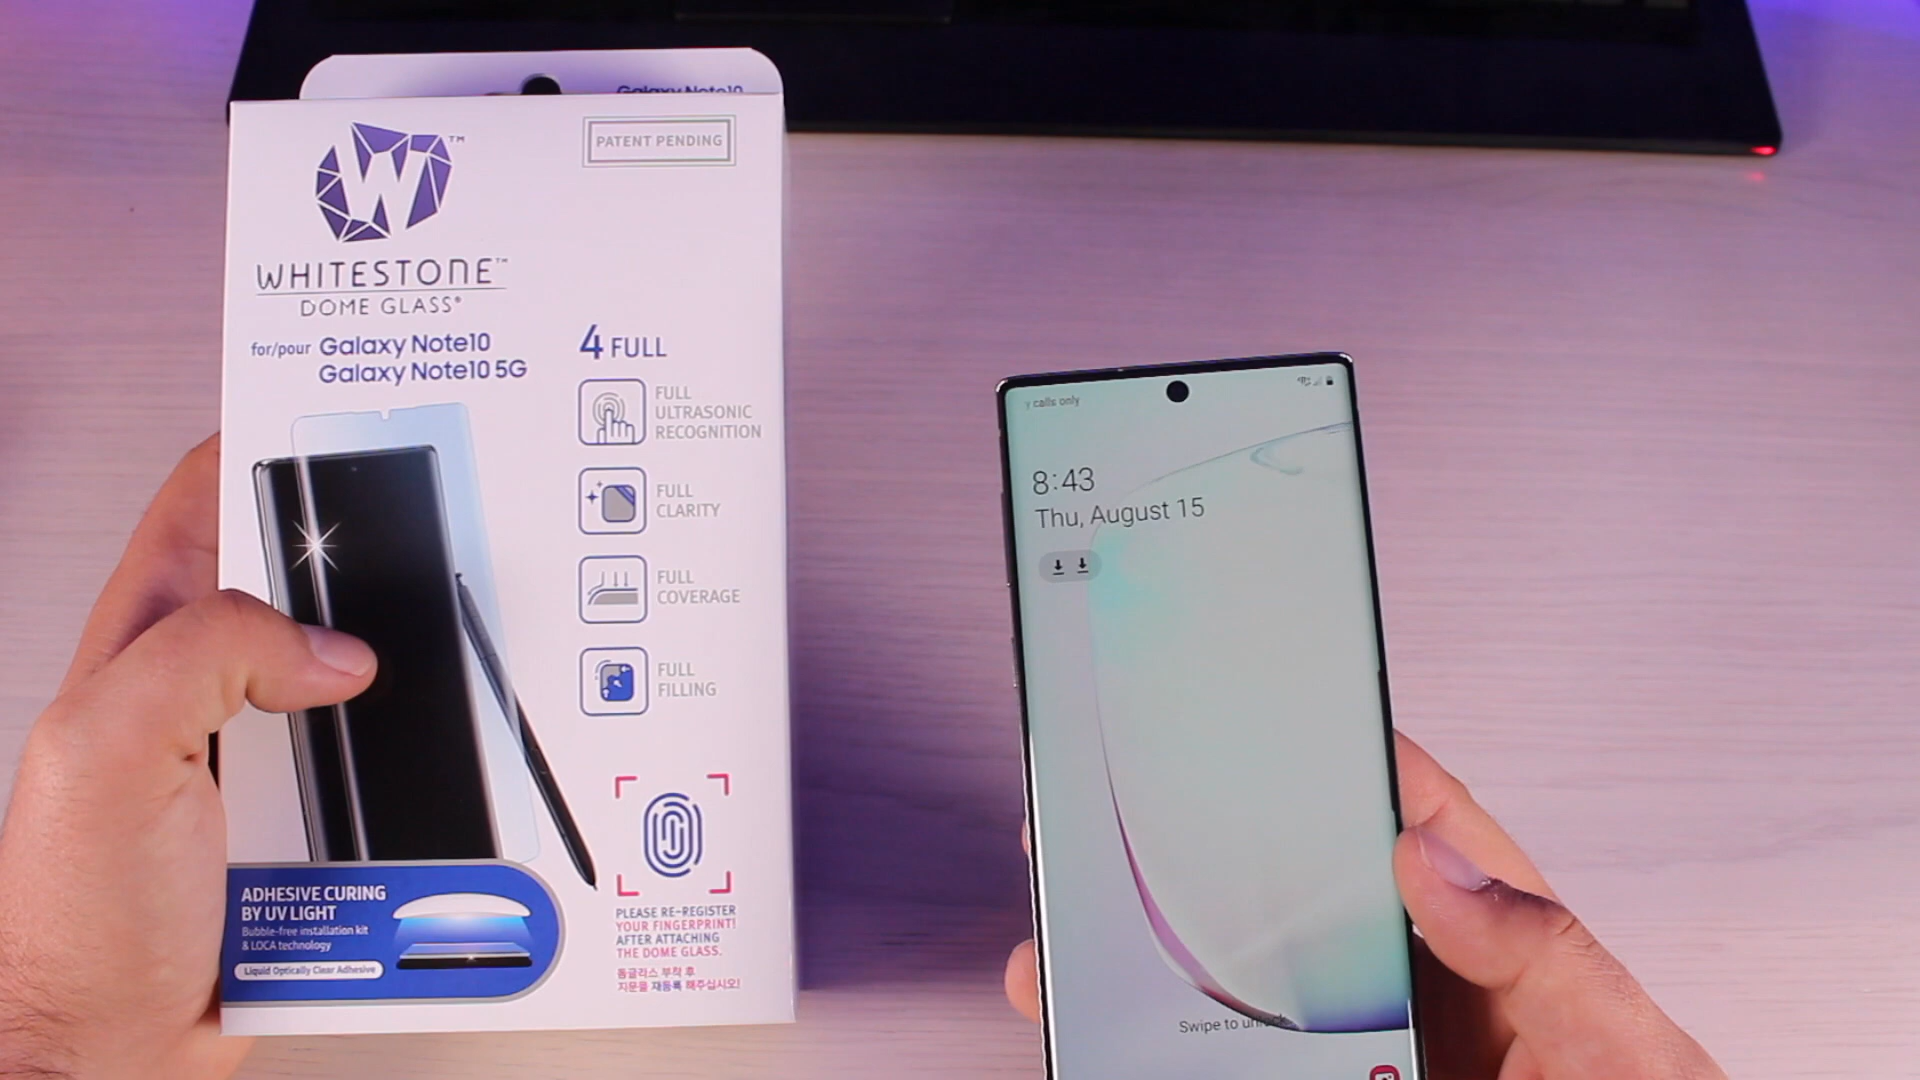 Galaxy Note10
PATENT PENDING
W™
WHITESTONE™
DOME GLASS®
for/pour Galaxy Note10
Galaxy Note10 5G
4 FULL
FULL
ULTRASONIC
RECOGNITION
FULL
CLARITY
FULL
COVERAGE
FULL
FILLING
ADHESIVE CURING
BY UV LIGHT
Bubble-free installation kit
& LOCA technology
Liquid Optically Clear Adhesive
PLEASE RE-REGISTER
YOUR FINGERPRINT!
AFTER ATTACHING
THE DOME GLASS.
돔글라스 부착 후
지문을 재등록 해주십시오!
y calls only
8:43
Thu, August 15
Swipe to unlock